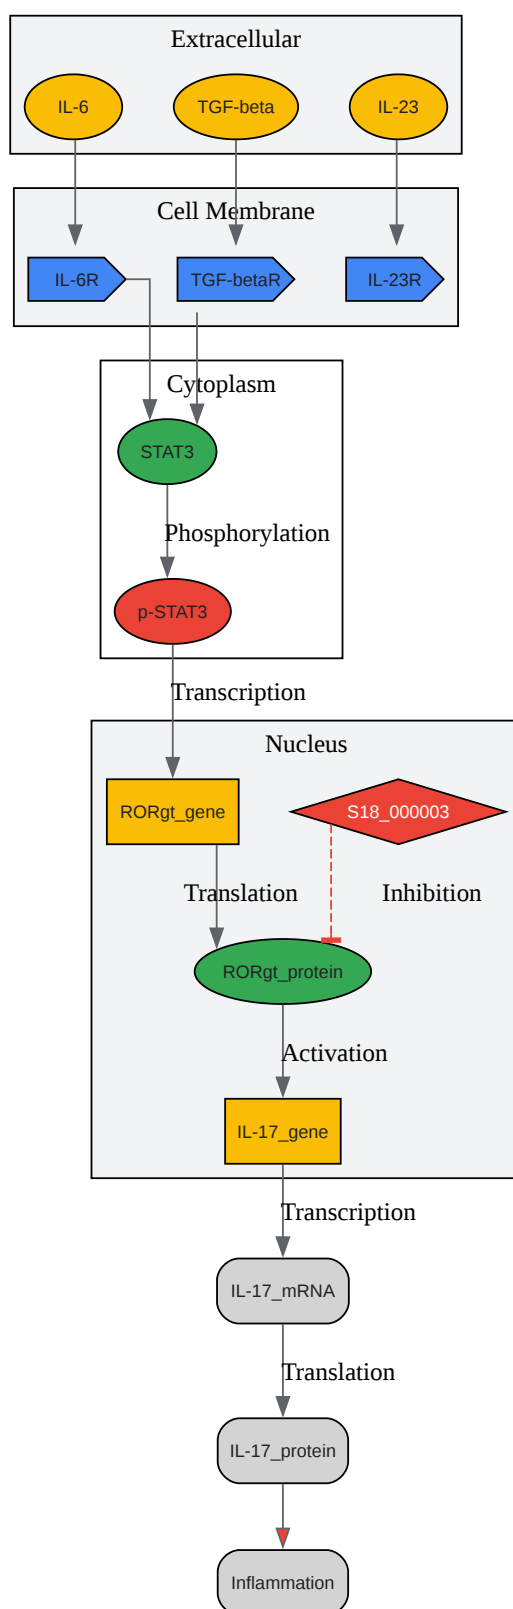 Extracellular
IL-6
TGF-beta
IL-23
Cell Membrane
IL-6R
TGF-betaR
IL-23R
Cytoplasm
STAT3
Phosphorylation
p-STAT3
Transcription
Nucleus
RORgt_gene
S18_000003
Translation
Inhibition
RORgt_protein
Activation
IL-17_gene
Transcription
IL-17_mRNA
Translation
IL-17_protein
Inflammation